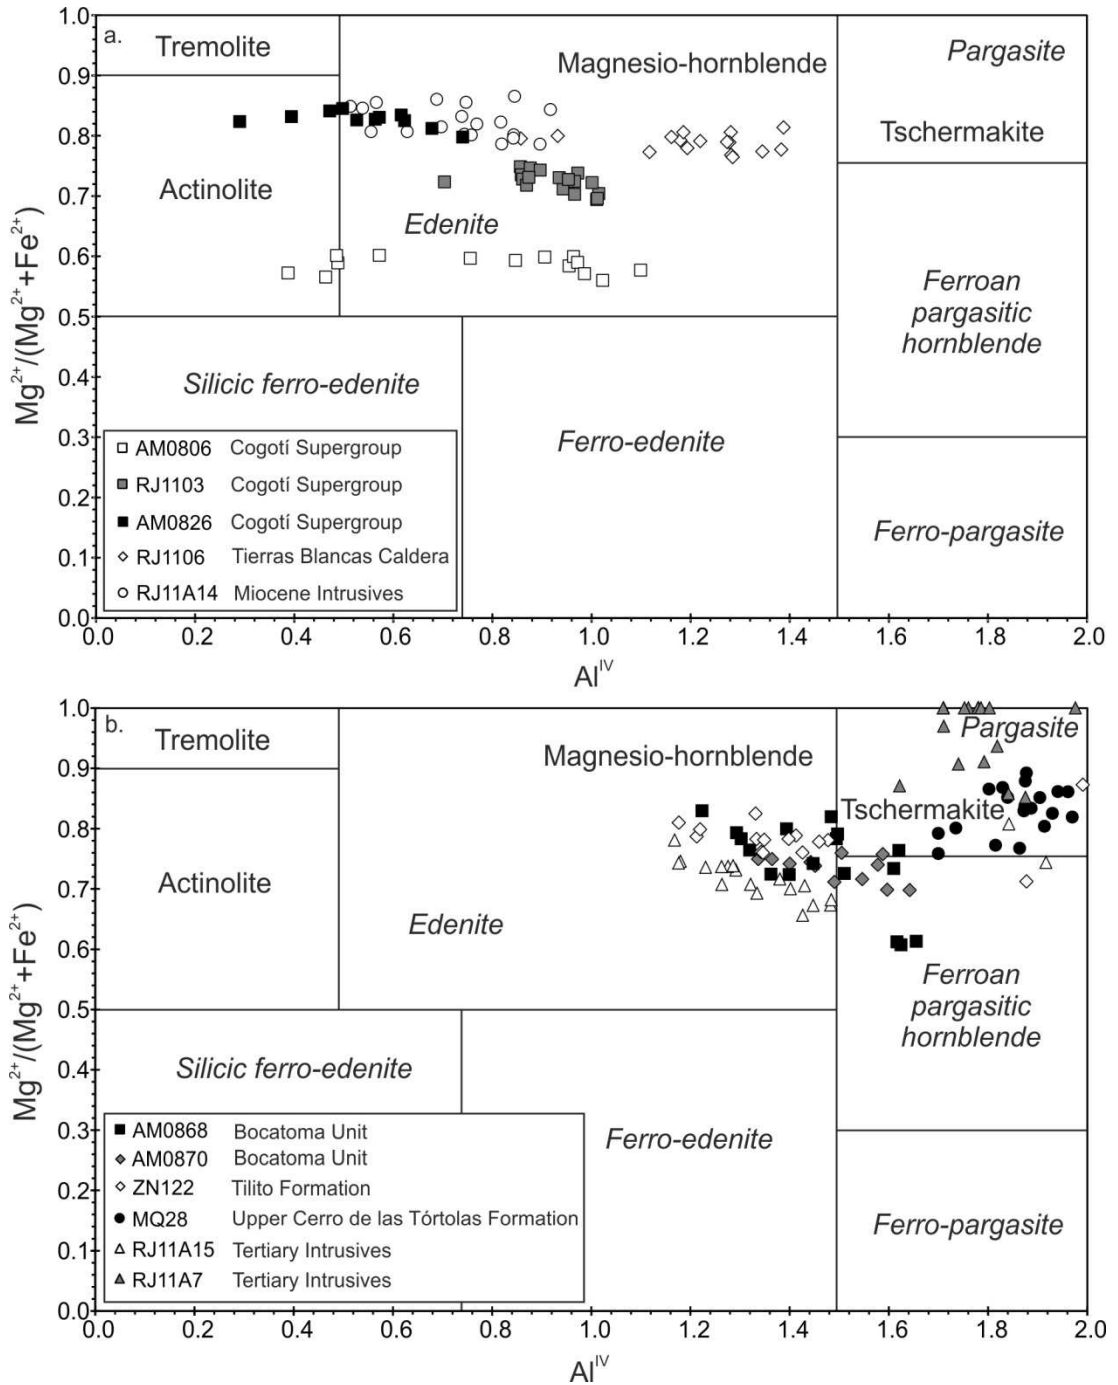 a.
Tremolite
Magnesio-hornblende
Pargasite
Tschermakite
Actinolite
Edenite
Ferroan
pargasitic
hornblende
Silicic ferro-edenite
Ferro-edenite
Ferro-pargasite
AM0806 Cogotí Supergroup
RJ1103 Cogotí Supergroup
AM0826 Cogotí Supergroup
RJ1106 Tierras Blancas Caldera
RJ11A14 Miocene Intrusives
Mg²⁺/(Mg²⁺+Fe²⁺)
1.0
0.9
0.8
0.7
0.6
0.5
0.4
0.3
0.2
0.1
0.0
0.0 0.2 0.4 0.6 0.8 1.0 1.2 1.4 1.6 1.8 2.0
Al^IV
b.
Tremolite
Magnesio-hornblende
Pargasite
Tschermakite
Actinolite
Edenite
Ferroan
pargasitic
hornblende
Silicic ferro-edenite
Ferro-edenite
Ferro-pargasite
AM0868 Bocatoma Unit
AM0870 Bocatoma Unit
ZN122 Tilito Formation
MQ28 Upper Cerro de las Tórtolas Formation
RJ11A15 Tertiary Intrusives
RJ11A7 Tertiary Intrusives
Mg²⁺/(Mg²⁺+Fe²⁺)
1.0
0.9
0.8
0.7
0.6
0.5
0.4
0.3
0.2
0.1
0.0
0.0 0.2 0.4 0.6 0.8 1.0 1.2 1.4 1.6 1.8 2.0
Al^IV